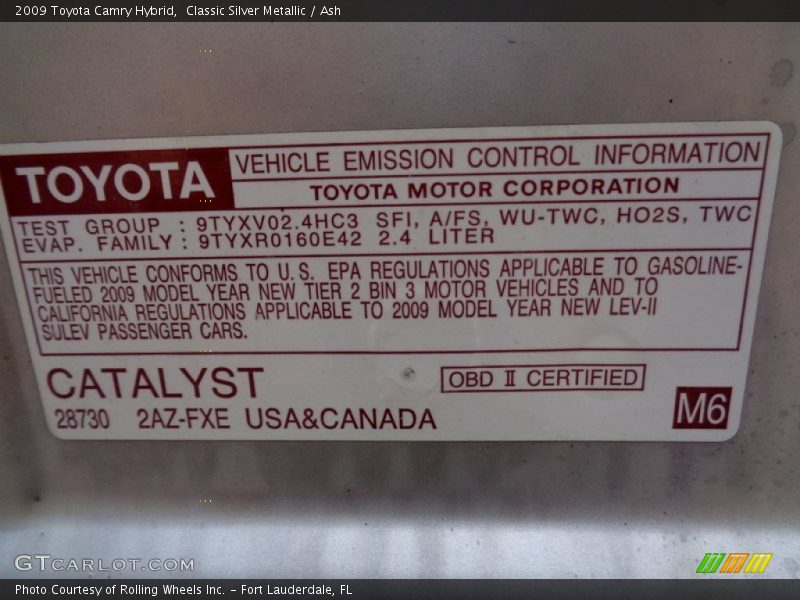 2009 Toyota Camry Hybrid,  Classic Silver Metallic / Ash
TOYOTA
VEHICLE EMISSION CONTROL INFORMATION
TOYOTA MOTOR CORPORATION
TEST GROUP : 9TYXV02.4HC3 SFI, A/FS, WU-TWC, HO2S, TWC
EVAP. FAMILY : 9TYXR0160E42 2.4 LITER
THIS VEHICLE CONFORMS TO U.S. EPA REGULATIONS APPLICABLE TO GASOLINE-
FUELED 2009 MODEL YEAR NEW TIER 2 BIN 3 MOTOR VEHICLES AND TO
CALIFORNIA REGULATIONS APPLICABLE TO 2009 MODEL YEAR NEW LEV-II
SULEV PASSENGER CARS.
CATALYST
OBD II CERTIFIED
28730 2AZ-FXE USA&CANADA
M6
GTCARLOT.COM
Photo Courtesy of Rolling Wheels Inc. – Fort Lauderdale, FL